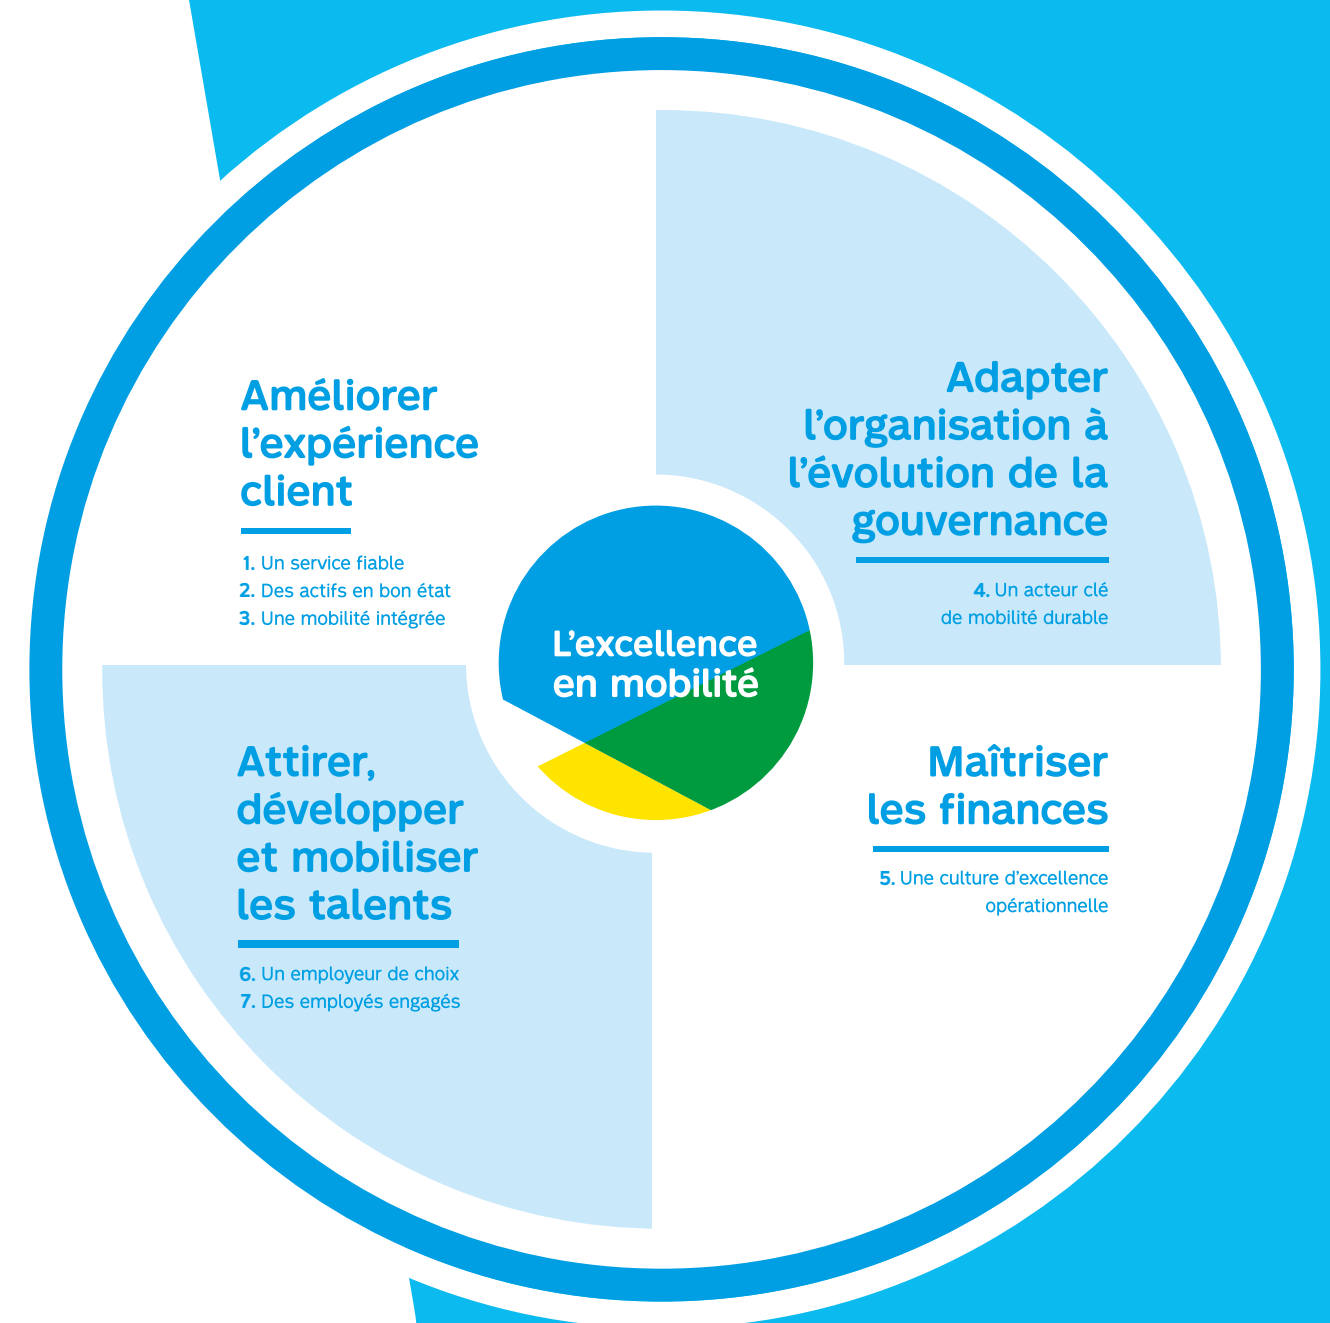 Améliorer
l’expérience
client
1. Un service fiable
2. Des actifs en bon état
3. Une mobilité intégrée
Adapter
l’organisation à
l’évolution de la
gouvernance
4. Un acteur clé
de mobilité durable
L’excellence
en mobilité
Attirer,
développer
et mobiliser
les talents
6. Un employeur de choix
7. Des employés engagés
Maîtriser
les finances
5. Une culture d’excellence
opérationnelle